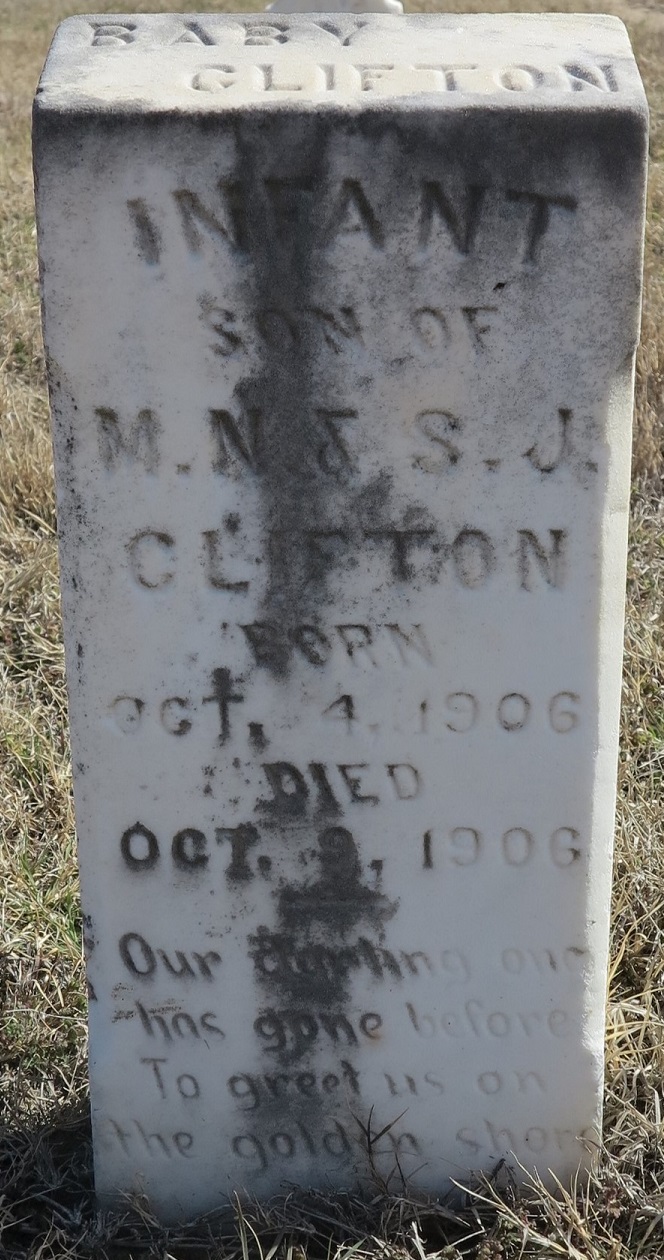 BABY
CLIFTON
INFANT
SON OF
M.N & S.J.
CLIFTON
BORN
OCT. 4. 1906
DIED
OCT. 9. 1906
Our darling one
has gone before
To greet us on
the golden shore